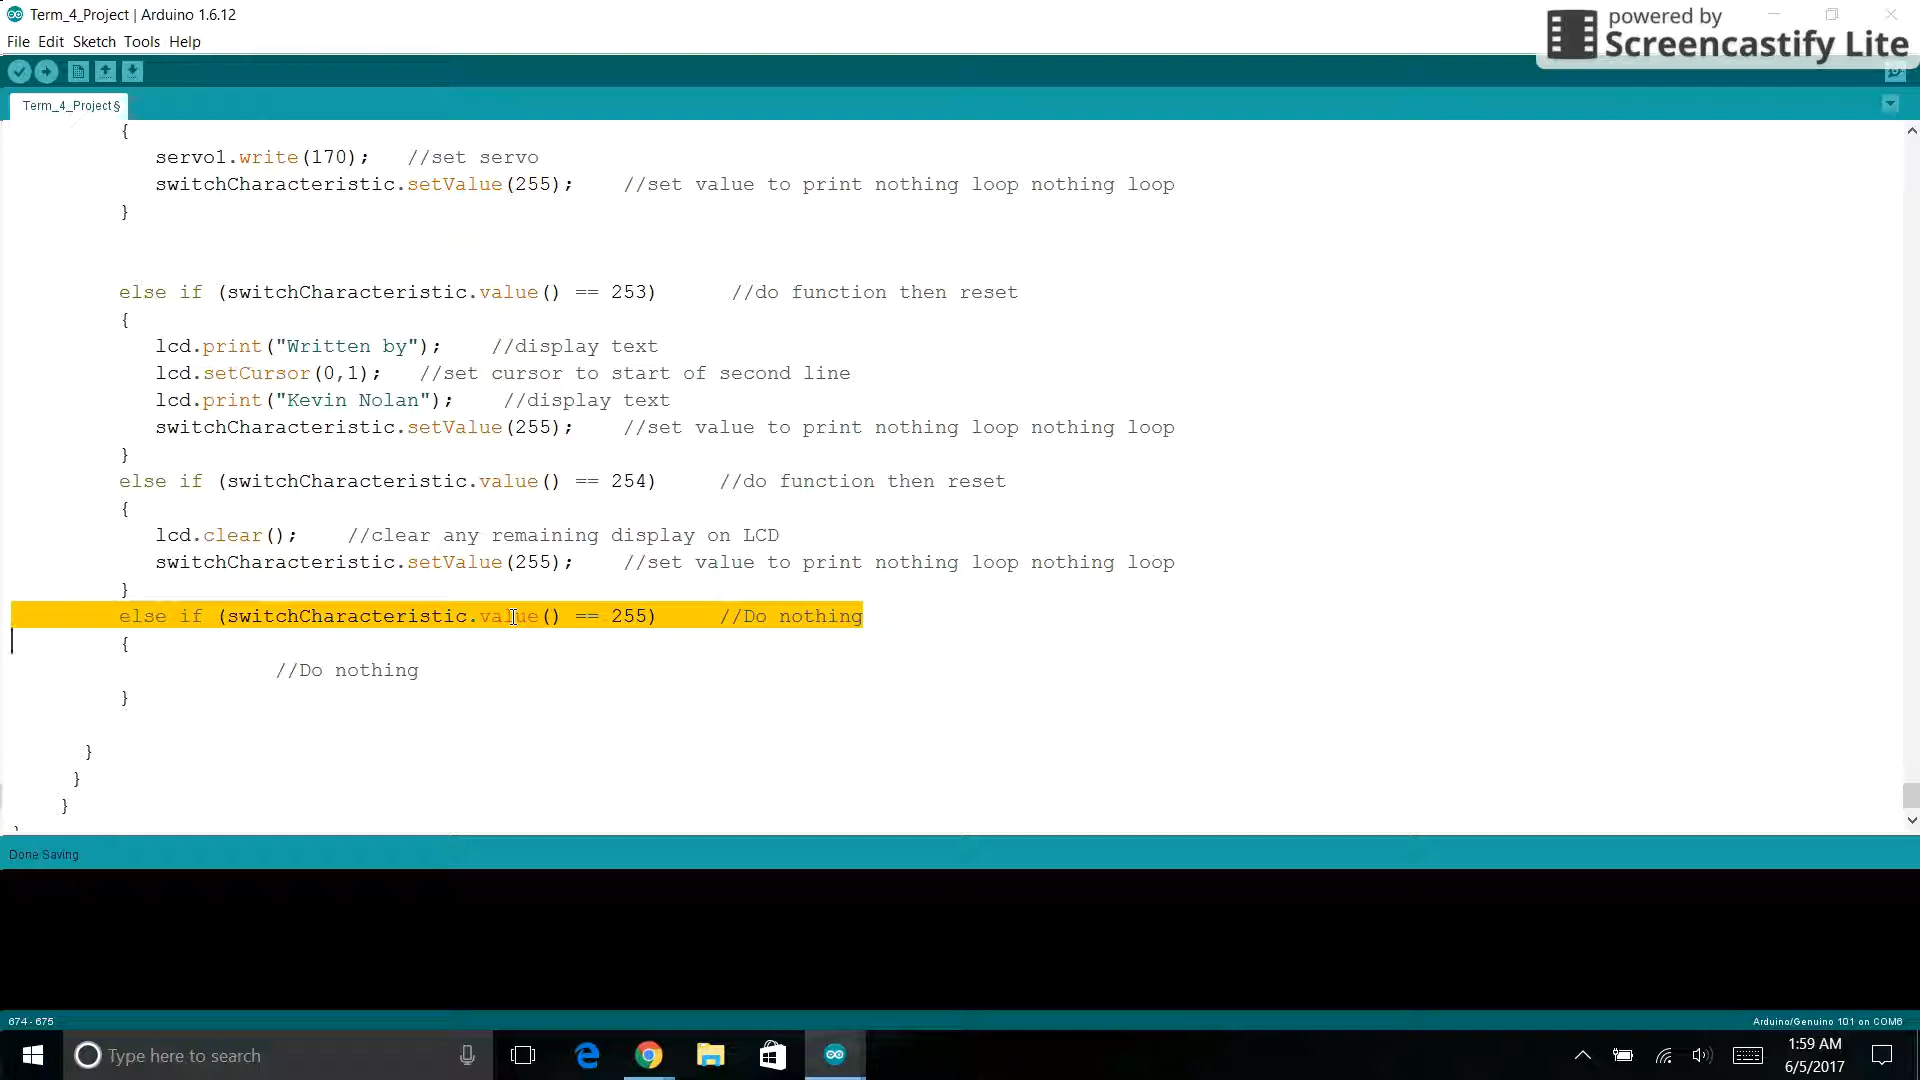 Term_4_Project | Arduino 1.6.12
powered by
Screencastify Lite
File Edit Sketch Tools Help
Term_4_Project§
{
servo1.write(170); //set servo
switchCharacteristic.setValue(255); //set value to print nothing loop nothing loop
}
else if (switchCharacteristic.value() == 253) //do function then reset
{
lcd.print("Written by"); //display text
lcd.setCursor(0,1); //set cursor to start of second line
lcd.print("Kevin Nolan"); //display text
switchCharacteristic.setValue(255); //set value to print nothing loop nothing loop
}
else if (switchCharacteristic.value() == 254) //do function then reset
{
lcd.clear(); //clear any remaining display on LCD
switchCharacteristic.setValue(255); //set value to print nothing loop nothing loop
}
else if (switchCharacteristic.value() == 255) //Do nothing
{
//Do nothing
}
}
}
}
Done Saving
674 - 675
Arduino/Genuino 101 on COM6
Type here to search
1:59 AM
6/5/2017